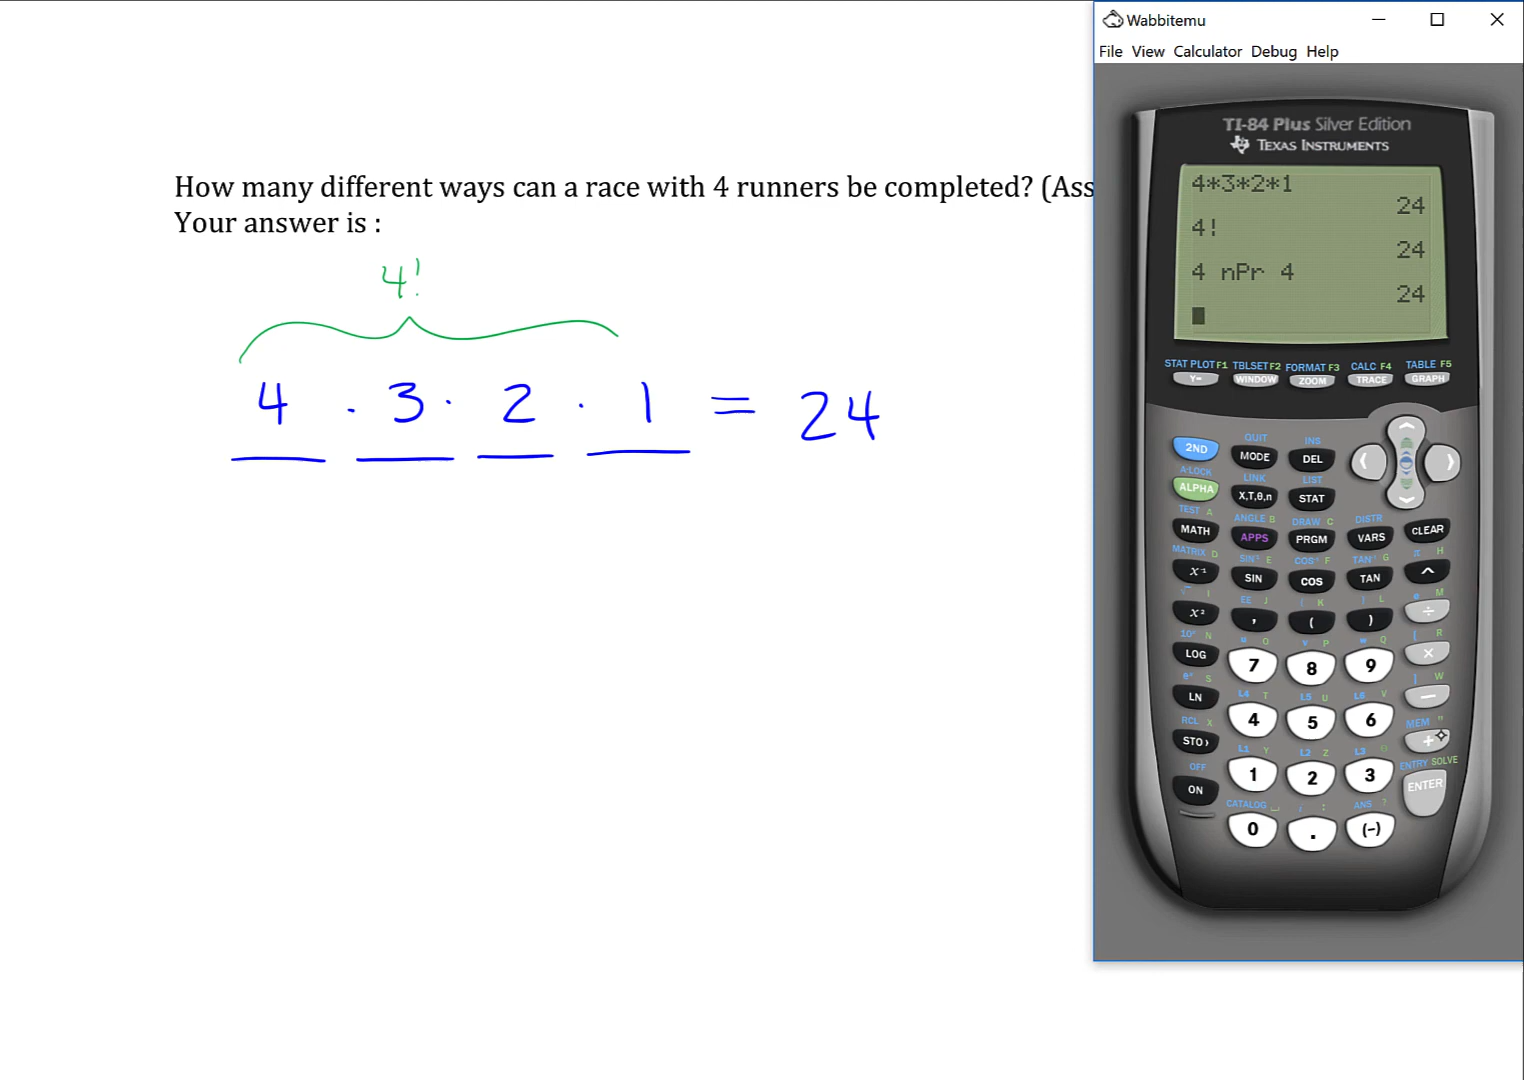 How many different ways can a race with 4 runners be completed? (Ass
Your answer is :
4!
4 · 3 · 2 · 1 = 24
Wabbitemu
File View Calculator Debug Help
TI-84 Plus Silver Edition
TEXAS INSTRUMENTS
4*3*2*1
24
4!
24
4 nPr 4
24
STAT PLOT F1 TBLSET F2 FORMAT F3 CALC F4 TABLE F5
Y= WINDOW ZOOM TRACE GRAPH
QUIT INS
2ND MODE DEL
A-LOCK LINK LIST
ALPHA X,T,θ,n STAT
TEST A ANGLE B DRAW C DISTR
MATH APPS PRGM VARS CLEAR
MATRIX D SIN⁻¹ E COS⁻¹ F TAN⁻¹ G π H
X⁻¹ SIN COS TAN ^
√ I EE J { K } L e M
X² , ( ) ÷
10ˣ N u O v P w Q [ R
LOG 7 8 9 ×
eˣ S L4 T L5 U L6 V ] W
LN 4 5 6 −
RCL X L1 Y L2 Z L3 θ MEM "
STO› 1 2 3 +
OFF CATALOG i : ANS ? ENTRY SOLVE
ON 0 . (-) ENTER